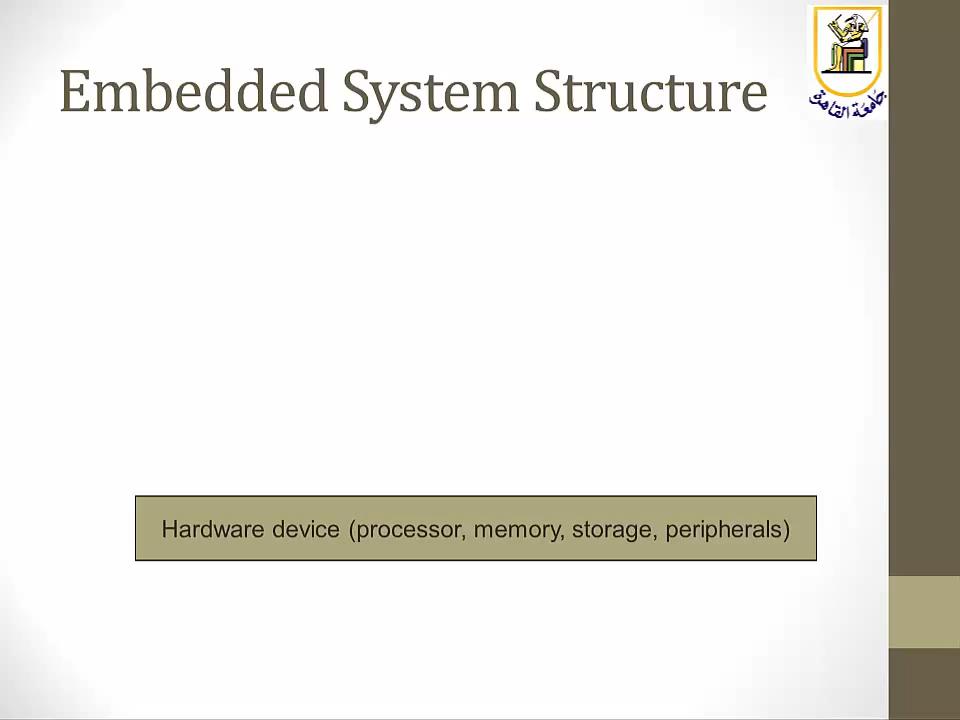 Embedded System Structure
جامعة القاهرة
Hardware device (processor, memory, storage, peripherals)